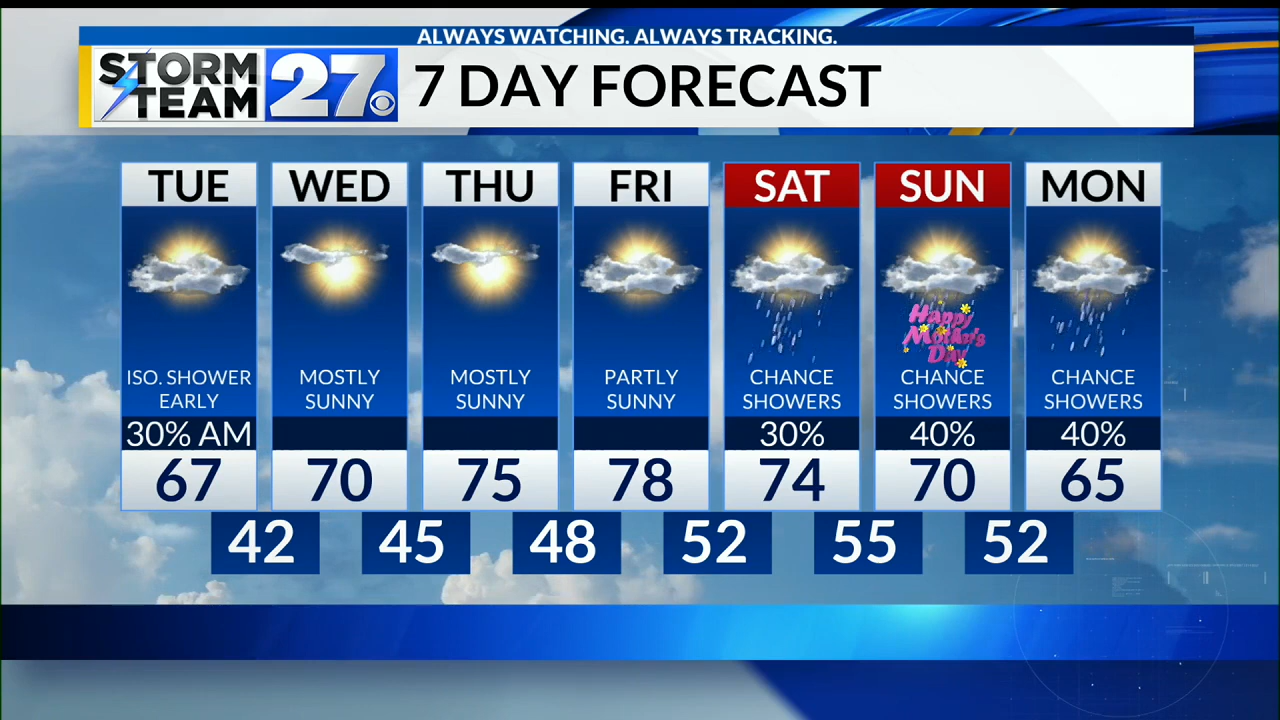 ALWAYS WATCHING. ALWAYS TRACKING.
STORM
TEAM
27
7 DAY FORECAST
TUE WED THU FRI SAT SUN MON
Happy
Mother's
Day
ISO. SHOWER MOSTLY MOSTLY PARTLY CHANCE CHANCE CHANCE
EARLY SUNNY SUNNY SUNNY SHOWERS SHOWERS SHOWERS
30% AM 30% 40% 40%
67 70 75 78 74 70 65
42 45 48 52 55 52